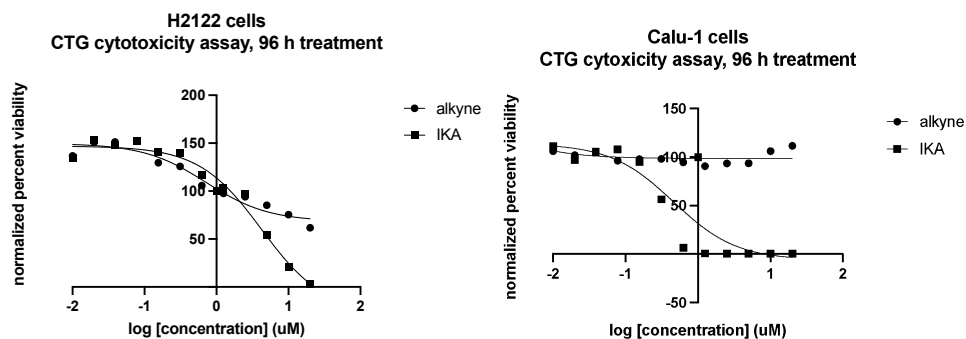 H2122 cells
CTG cytotoxicity assay, 96 h treatment
normalized percent viability
200
150
100
50
-2
-1
0
1
2
log [concentration] (uM)
alkyne
IKA
Calu-1 cells
CTG cytoxicity assay, 96 h treatment
normalized percent viability
150
100
50
-50
-2
-1
0
1
2
log [concentration] (uM)
alkyne
IKA